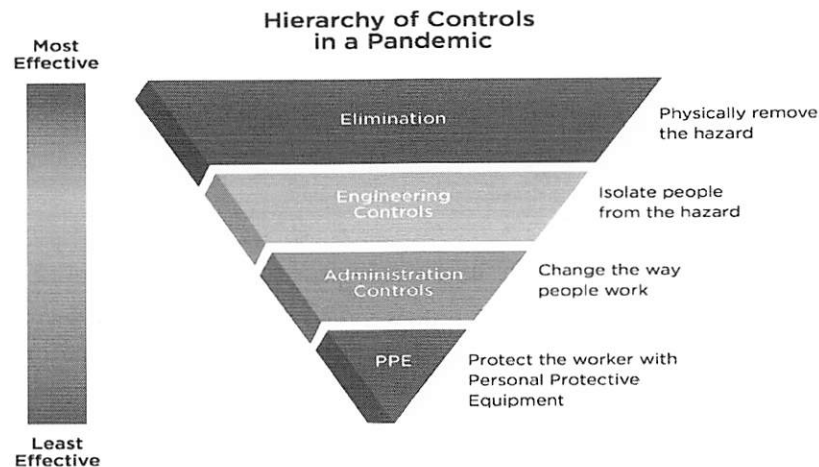 Hierarchy of Controls
in a Pandemic
Most
Effective
Elimination
Physically remove
the hazard
Engineering
Controls
Isolate people
from the hazard
Administration
Controls
Change the way
people work
PPE
Protect the worker with
Personal Protective
Equipment
Least
Effective